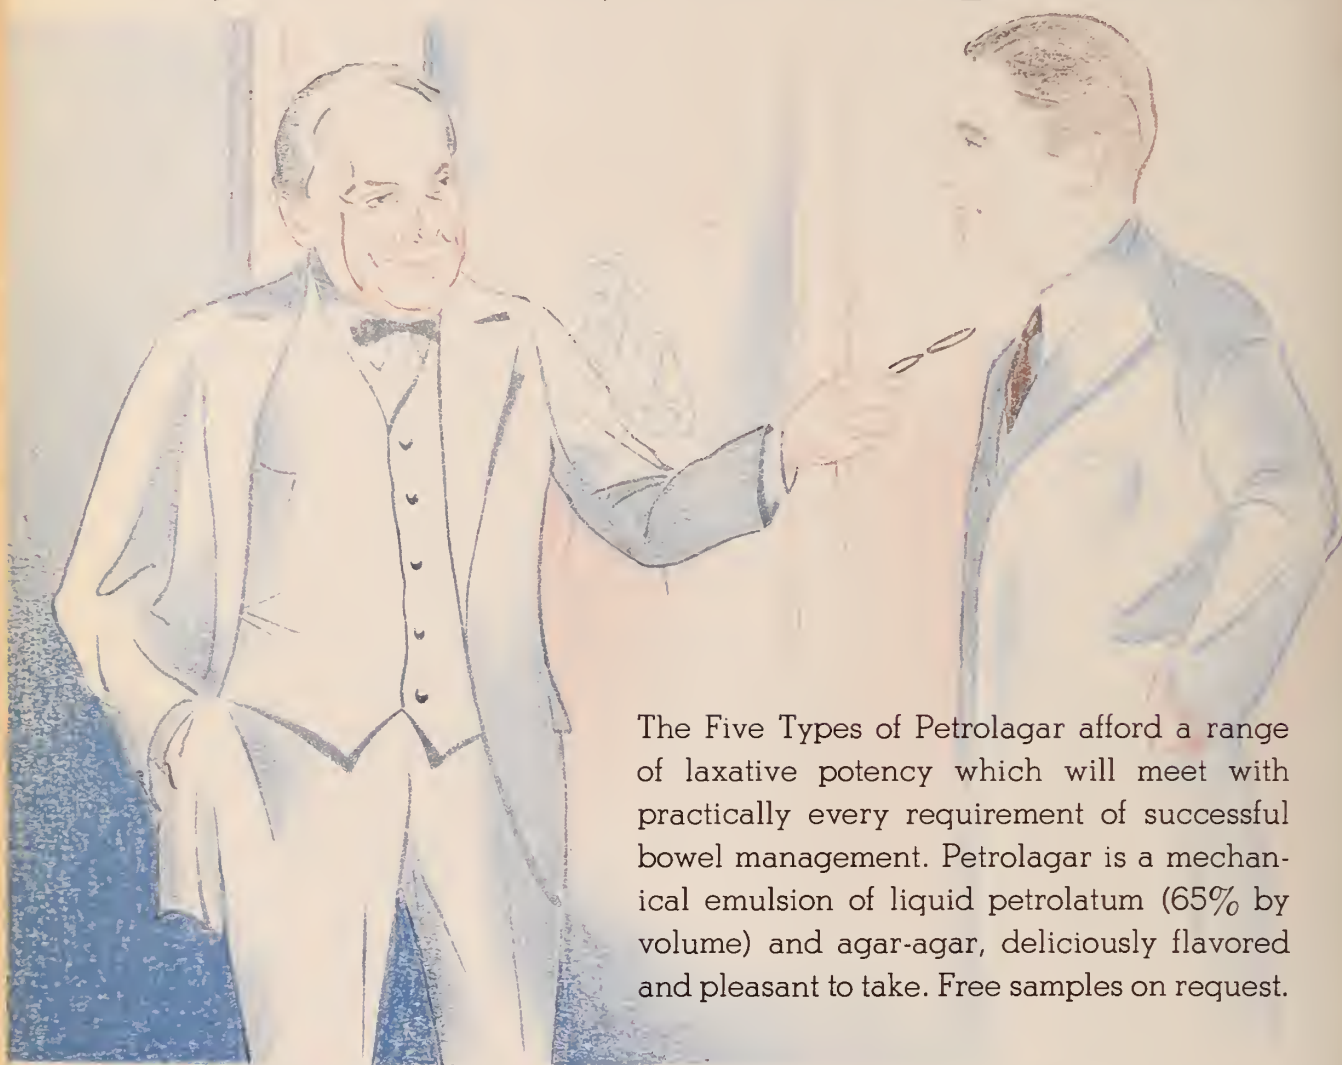 The Five Types of Petrolagar afford a range
of laxative potency which will meet with
practically every requirement of successful
bowel management. Petrolagar is a mechan-
ical emulsion of liquid petrolatum (65% by
volume) and agar-agar, deliciously flavored
and pleasant to take. Free samples on request.